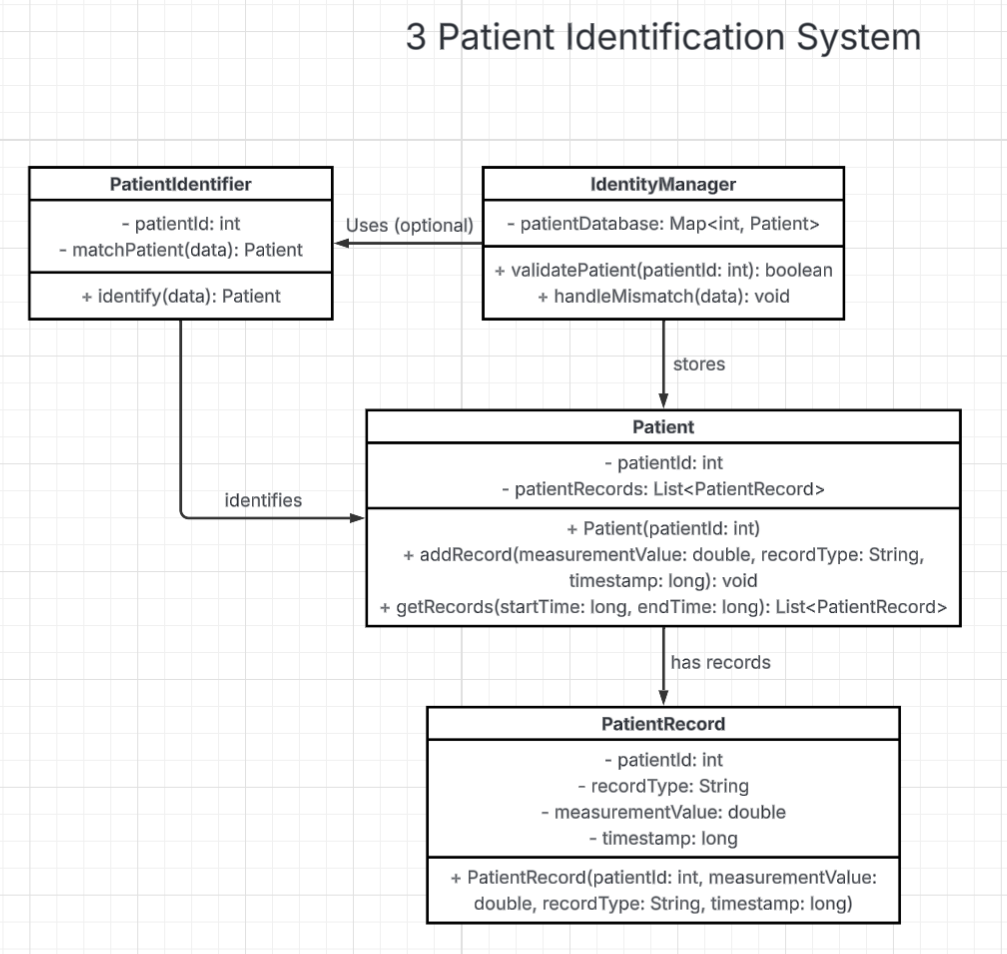 3 Patient Identification System
PatientIdentifier
- patientId: int
- matchPatient(data): Patient
+ identify(data): Patient
Uses (optional)
IdentityManager
- patientDatabase: Map<int, Patient>
+ validatePatient(patientId: int): boolean
+ handleMismatch(data): void
stores
identifies
Patient
- patientId: int
- patientRecords: List<PatientRecord>
+ Patient(patientId: int)
+ addRecord(measurementValue: double, recordType: String,
timestamp: long): void
+ getRecords(startTime: long, endTime: long): List<PatientRecord>
has records
PatientRecord
- patientId: int
- recordType: String
- measurementValue: double
- timestamp: long
+ PatientRecord(patientId: int, measurementValue:
double, recordType: String, timestamp: long)